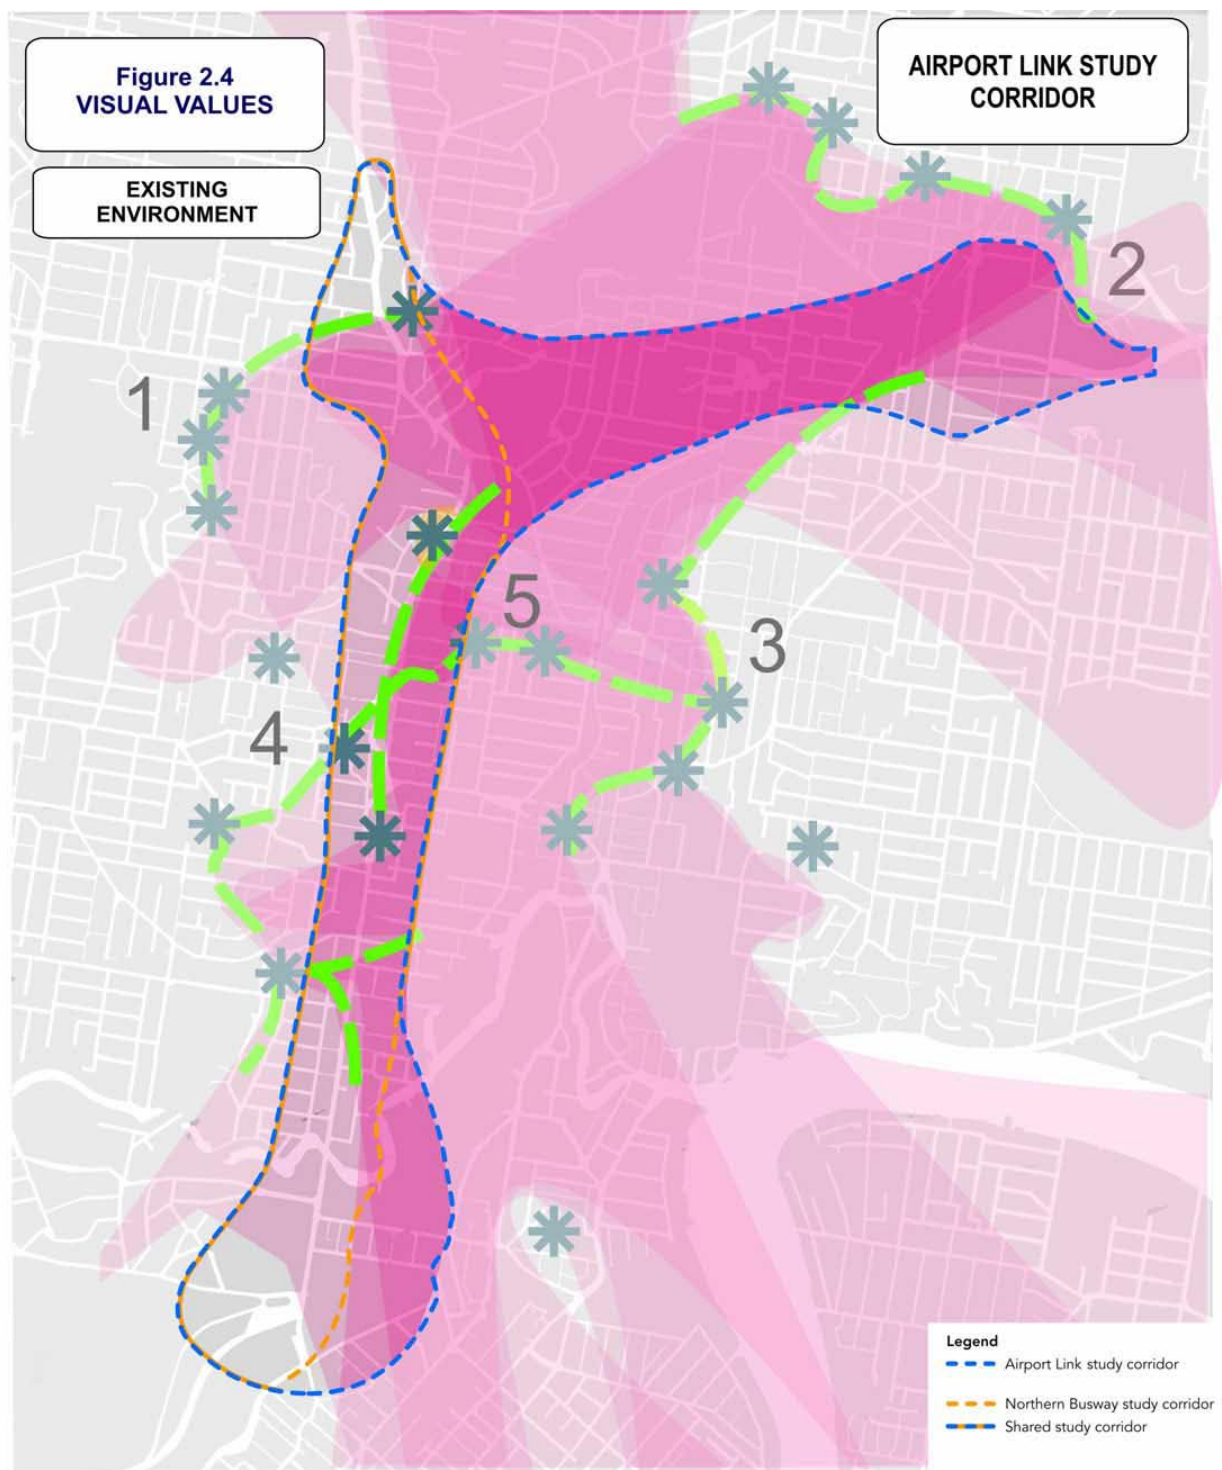 Figure 2.4
VISUAL VALUES
EXISTING
ENVIRONMENT
AIRPORT LINK STUDY
CORRIDOR
1
2
3
4
5
Legend
Airport Link study corridor
Northern Busway study corridor
Shared study corridor